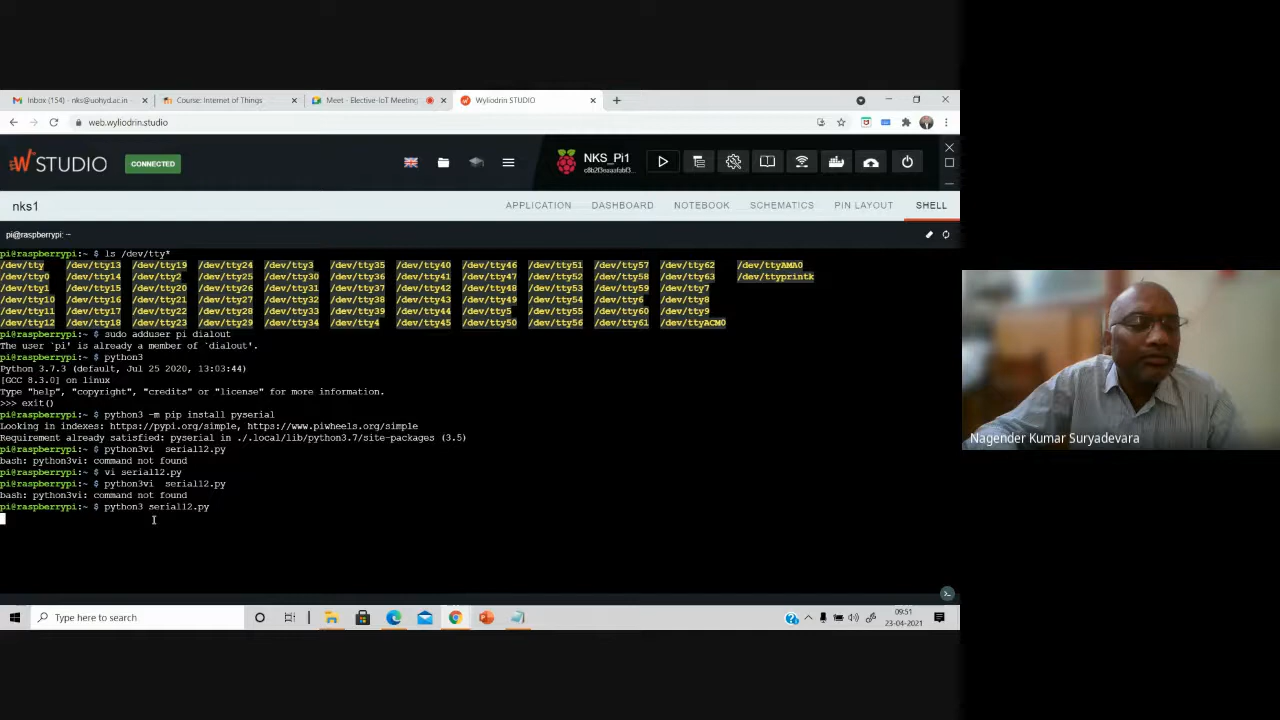 Inbox (154) - nks@uohyd.ac.in
Course: Internet of Things
Meet - Elective-IoT Meeting
Wyliodrin STUDIO
web.wyliodrin.studio
W STUDIO
CONNECTED
NKS_Pi1
nks1
APPLICATION DASHBOARD NOTEBOOK SCHEMATICS PIN LAYOUT SHELL
pi@raspberrypi: ~
pi@raspberrypi:~ $ ls /dev/tty*
/dev/tty /dev/tty13 /dev/tty19 /dev/tty24 /dev/tty3 /dev/tty35 /dev/tty40 /dev/tty46 /dev/tty51 /dev/tty57 /dev/tty62 /dev/ttyAMA0
/dev/tty0 /dev/tty14 /dev/tty2 /dev/tty25 /dev/tty30 /dev/tty36 /dev/tty41 /dev/tty47 /dev/tty52 /dev/tty58 /dev/tty63 /dev/ttyprintk
/dev/tty1 /dev/tty15 /dev/tty20 /dev/tty26 /dev/tty31 /dev/tty37 /dev/tty42 /dev/tty48 /dev/tty53 /dev/tty59 /dev/tty7
/dev/tty10 /dev/tty16 /dev/tty21 /dev/tty27 /dev/tty32 /dev/tty38 /dev/tty43 /dev/tty49 /dev/tty54 /dev/tty6 /dev/tty8
/dev/tty11 /dev/tty17 /dev/tty22 /dev/tty28 /dev/tty33 /dev/tty39 /dev/tty44 /dev/tty5 /dev/tty55 /dev/tty60 /dev/tty9
/dev/tty12 /dev/tty18 /dev/tty23 /dev/tty29 /dev/tty34 /dev/tty4 /dev/tty45 /dev/tty50 /dev/tty56 /dev/tty61 /dev/ttyACM0
pi@raspberrypi:~ $ sudo adduser pi dialout
The user `pi' is already a member of `dialout'.
pi@raspberrypi:~ $ python3
Python 3.7.3 (default, Jul 25 2020, 13:03:44)
[GCC 8.3.0] on linux
Type "help", "copyright", "credits" or "license" for more information.
>>> exit()
pi@raspberrypi:~ $ python3 -m pip install pyserial
Looking in indexes: https://pypi.org/simple, https://www.piwheels.org/simple
Requirement already satisfied: pyserial in ./.local/lib/python3.7/site-packages (3.5)
pi@raspberrypi:~ $ python3vi serial12.py
bash: python3vi: command not found
pi@raspberrypi:~ $ vi serial12.py
pi@raspberrypi:~ $ python3vi serial12.py
bash: python3vi: command not found
pi@raspberrypi:~ $ python3 serial12.py
Nagender Kumar Suryadevara
Type here to search
09:51
23-04-2021